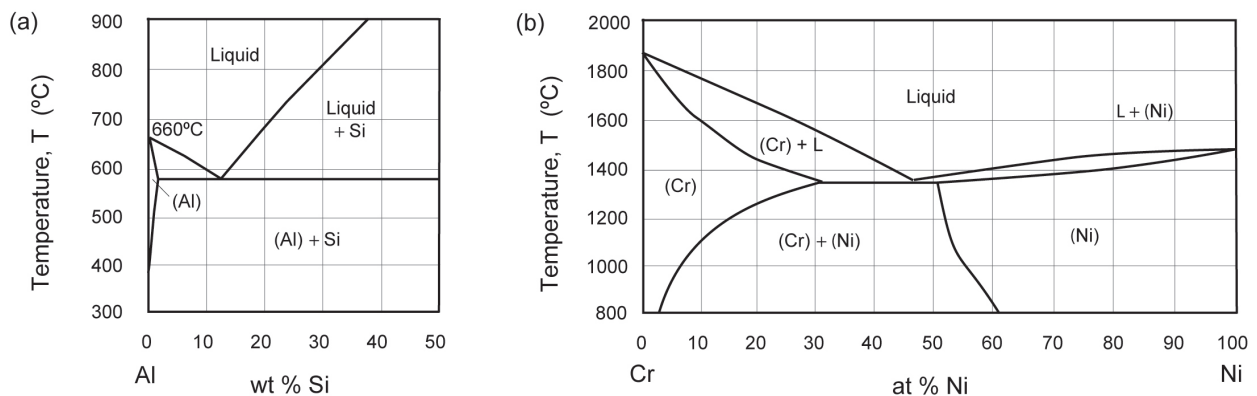 (a)
Temperature, T (ºC)
900
800
700
600
500
400
300
Liquid
Liquid
+ Si
660ºC
(Al)
(Al) + Si
0 10 20 30 40 50
Al
wt % Si
(b)
Temperature, T (ºC)
2000
1800
1600
1400
1200
1000
800
Liquid
L + (Ni)
(Cr) + L
(Cr)
(Cr) + (Ni)
(Ni)
0 10 20 30 40 50 60 70 80 90 100
Cr
at % Ni
Ni